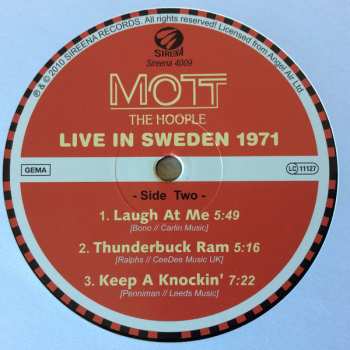 ℗ & © 2010 SIREENA RECORDS. All rights reserved! Licensed from Angel Air Ltd.
SIREENA
Sireena 4009
MOTT
THE HOOPLE
LIVE IN SWEDEN 1971
GEMA
LC 11127
- Side Two -
1. Laugh At Me 5:49
[Bono // Carlin Music]
2. Thunderbuck Ram 5:16
[Ralphs // CeeDee Music UK]
3. Keep A Knockin' 7:22
[Penniman // Leeds Music]